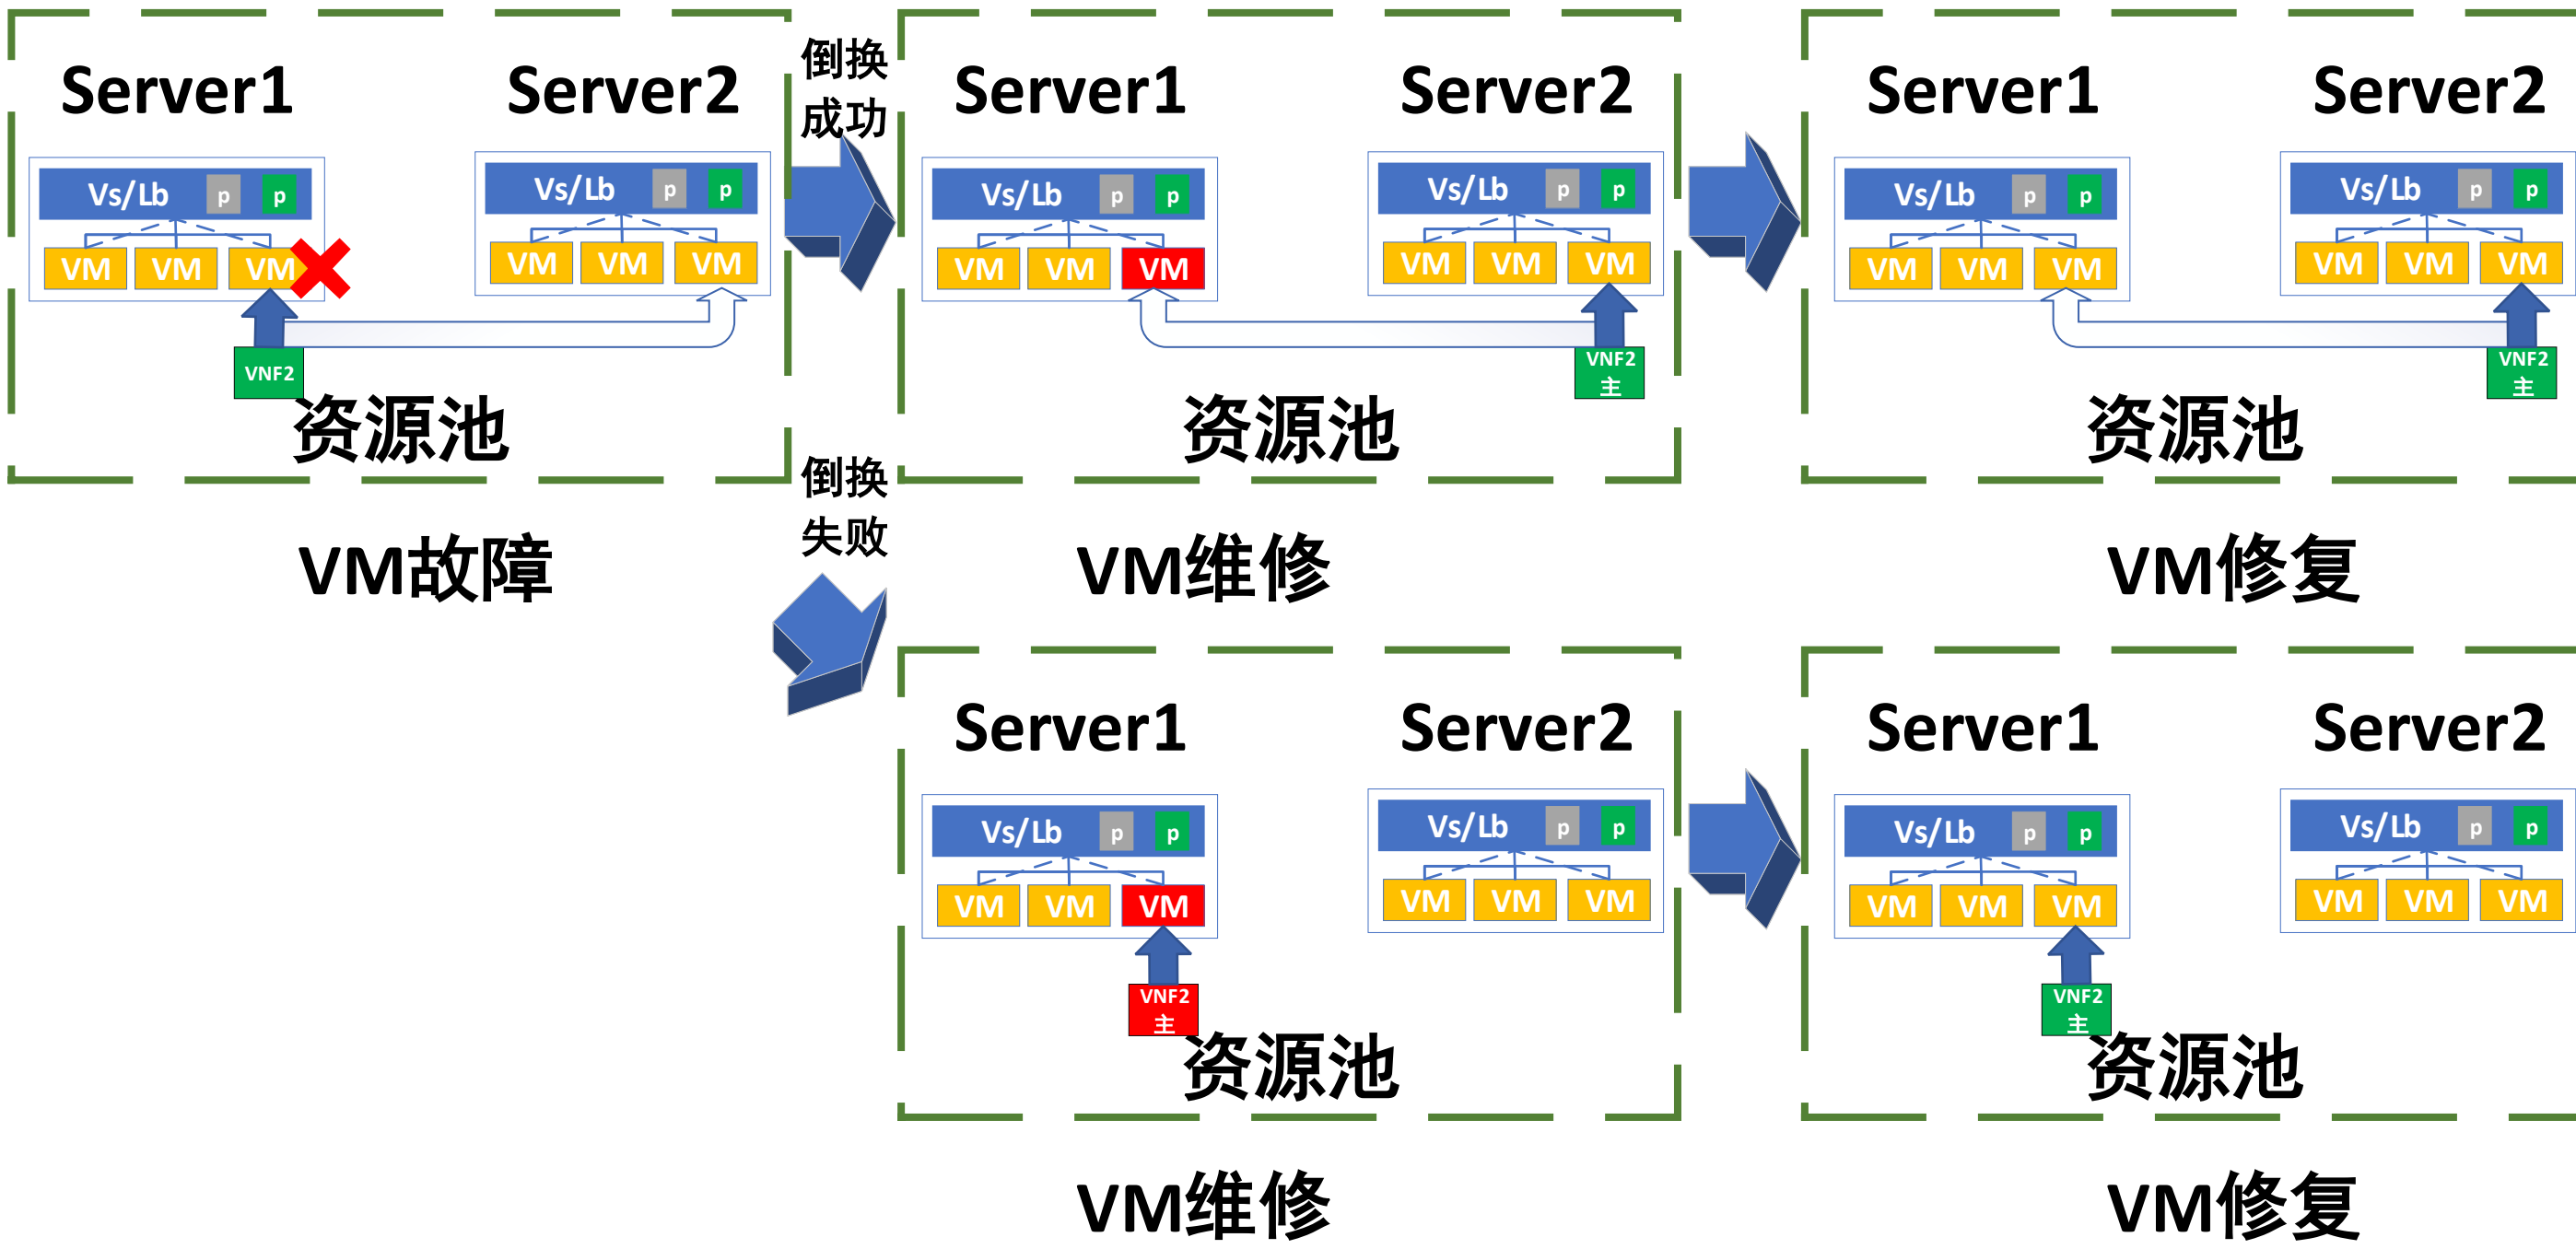 Server1
Server2
Vs/Lb p p
Vs/Lb p p
VM VM VM
VM VM VM
VNF2
资源池
VM故障
倒换
成功
Server1
Server2
Vs/Lb p p
Vs/Lb p p
VM VM VM
VM VM VM
VNF2
主
资源池
VM维修
Server1
Server2
Vs/Lb p p
Vs/Lb p p
VM VM VM
VM VM VM
VNF2
主
资源池
VM修复
倒换
失败
Server1
Server2
Vs/Lb p p
Vs/Lb p p
VM VM VM
VM VM VM
VNF2
主
资源池
VM维修
Server1
Server2
Vs/Lb p p
Vs/Lb p p
VM VM VM
VM VM VM
VNF2
主
资源池
VM修复